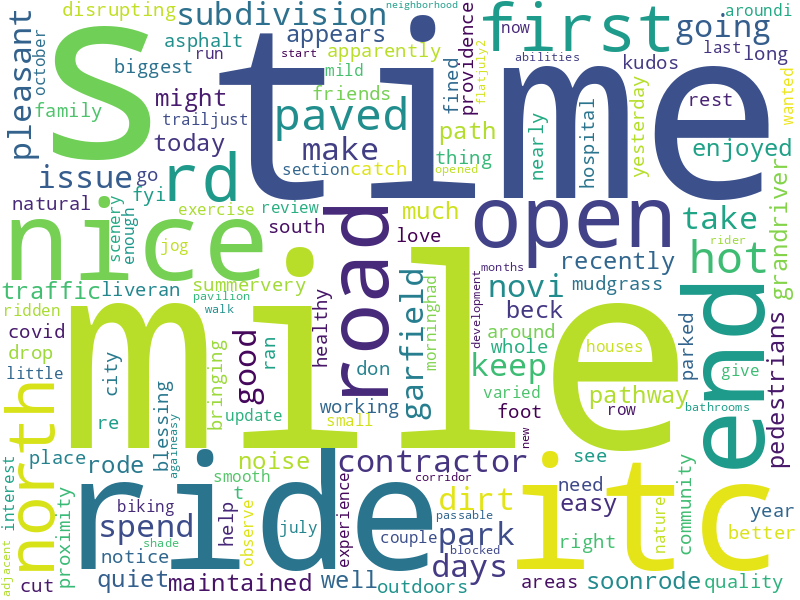 neighborhood
disrupting
s
time
first
aroundi
october
subdivision
appears
going
now
last
long
asphalt
run
start
abilities
biggest
apparently
kudos
pleasant
mild
fined
providence
flatjuly2
wanted
family
might
friends
paved
rest
trailjust
path
nearly
hospital
yesterday
today
make
thing
enjoyed
issue
go
rd
section
catch
natural
fyi
open
take
grandriver
scenery
enough
exercise
review
much
nice
south
road
love
hot
rider
jog
recently
traffic
liveran
summervery
months
novi
mudgrass
pavilion
walk
garfield
ridden
mile
development
beck
end
covid
healthy
morninghad
around
parked
pedestrians
drop
good
ran
whole
houses
little
city
bringing
don
keep
give
varied
pathway
north
blessing
update
working
foot
row
bathrooms
re
small
new
againeasy
place
rode
noise
contractor
see
interest
proximity
smooth
corridor
need
community
t
ride
itc
experience
dirt
easy
nature
year
biking
spend
help
observe
july
couple
passable
park
right
better
notice
shade
blocked
adjacent
cut
quiet
maintained
well
outdoors
days
areas
soonrode
quality